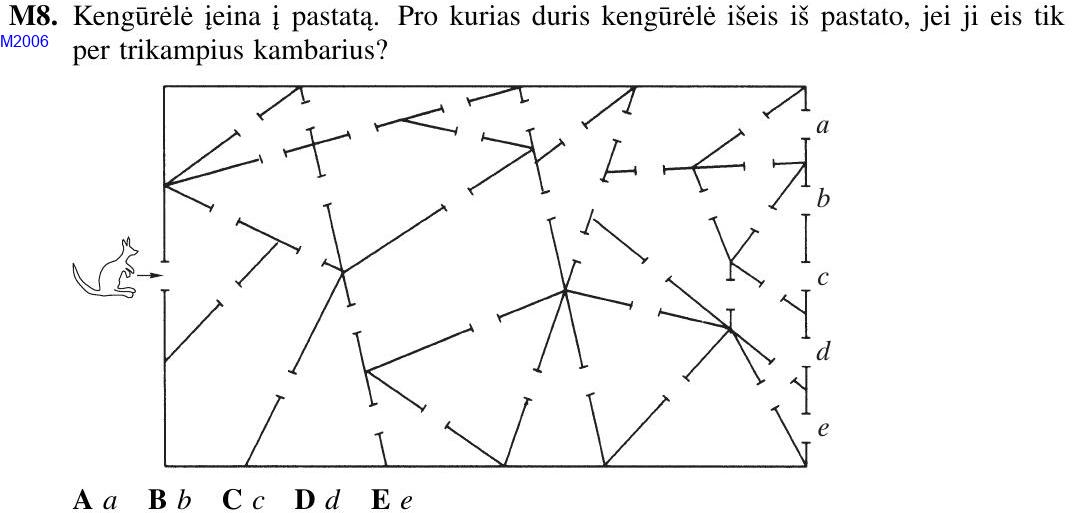 M8. Kengūrėlė įeina į pastatą. Pro kurias duris kengūrėlė išeis iš pastato, jei ji eis tik
M2006
per trikampius kambarius?
a
b
c
d
e
A a B b C c D d E e